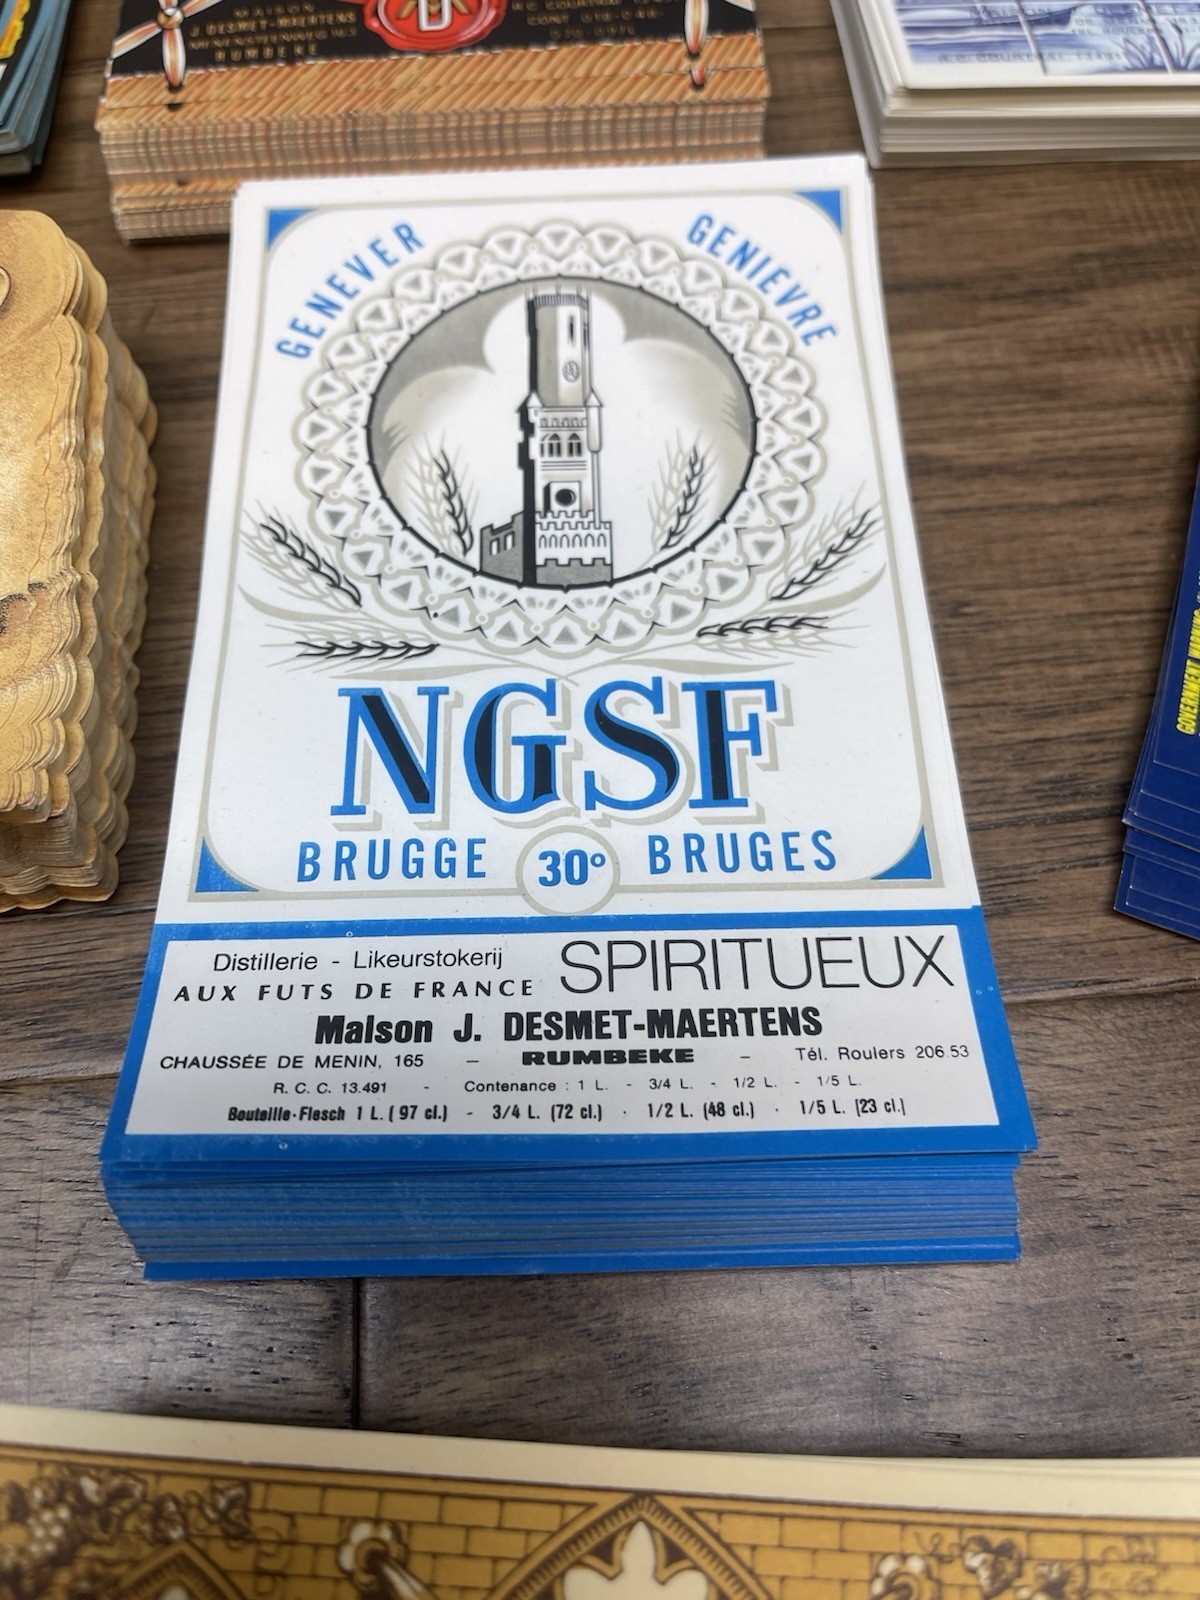 MAISON
J. DESMET-MAERTENS
RUMBEKE
D
GENEVER GENIEVRE
NGSF
BRUGGE 30° BRUGES
Distillerie - Likeurstokerij SPIRITUEUX
AUX FUTS DE FRANCE
Maison J. DESMET-MAERTENS
CHAUSSÉE DE MENIN, 165 – RUMBEKE – Tél. Roulers 206.53
R. C. C. 13.491 - Contenance : 1 L. - 3/4 L. - 1/2 L. - 1/5 L.
Bouteille-Flesch 1 L. ( 97 cl.) - 3/4 L. (72 cl.) · 1/2 L. (48 cl.) · 1/5 L. (23 cl.)
GOVERNMENT